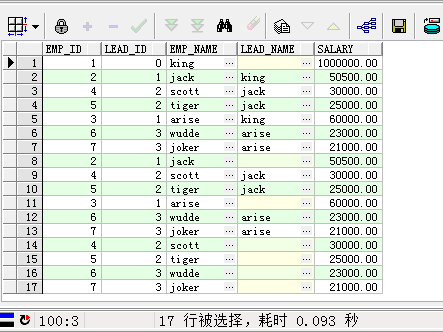 EMP_ID LEAD_ID EMP_NAME LEAD_NAME SALARY
1 1 0 king ... ... 1000000.00
2 2 1 jack ... king ... 50500.00
3 4 2 scott ... jack ... 30000.00
4 5 2 tiger ... jack ... 25000.00
5 3 1 arise ... king ... 60000.00
6 6 3 wudde ... arise ... 23000.00
7 7 3 joker ... arise ... 21000.00
8 2 1 jack ... ... 50500.00
9 4 2 scott ... jack ... 30000.00
10 5 2 tiger ... jack ... 25000.00
11 3 1 arise ... ... 60000.00
12 6 3 wudde ... arise ... 23000.00
13 7 3 joker ... arise ... 21000.00
14 4 2 scott ... ... 30000.00
15 5 2 tiger ... ... 25000.00
16 6 3 wudde ... ... 23000.00
17 7 3 joker ... ... 21000.00
100:3 17 行被选择，耗时 0.093 秒